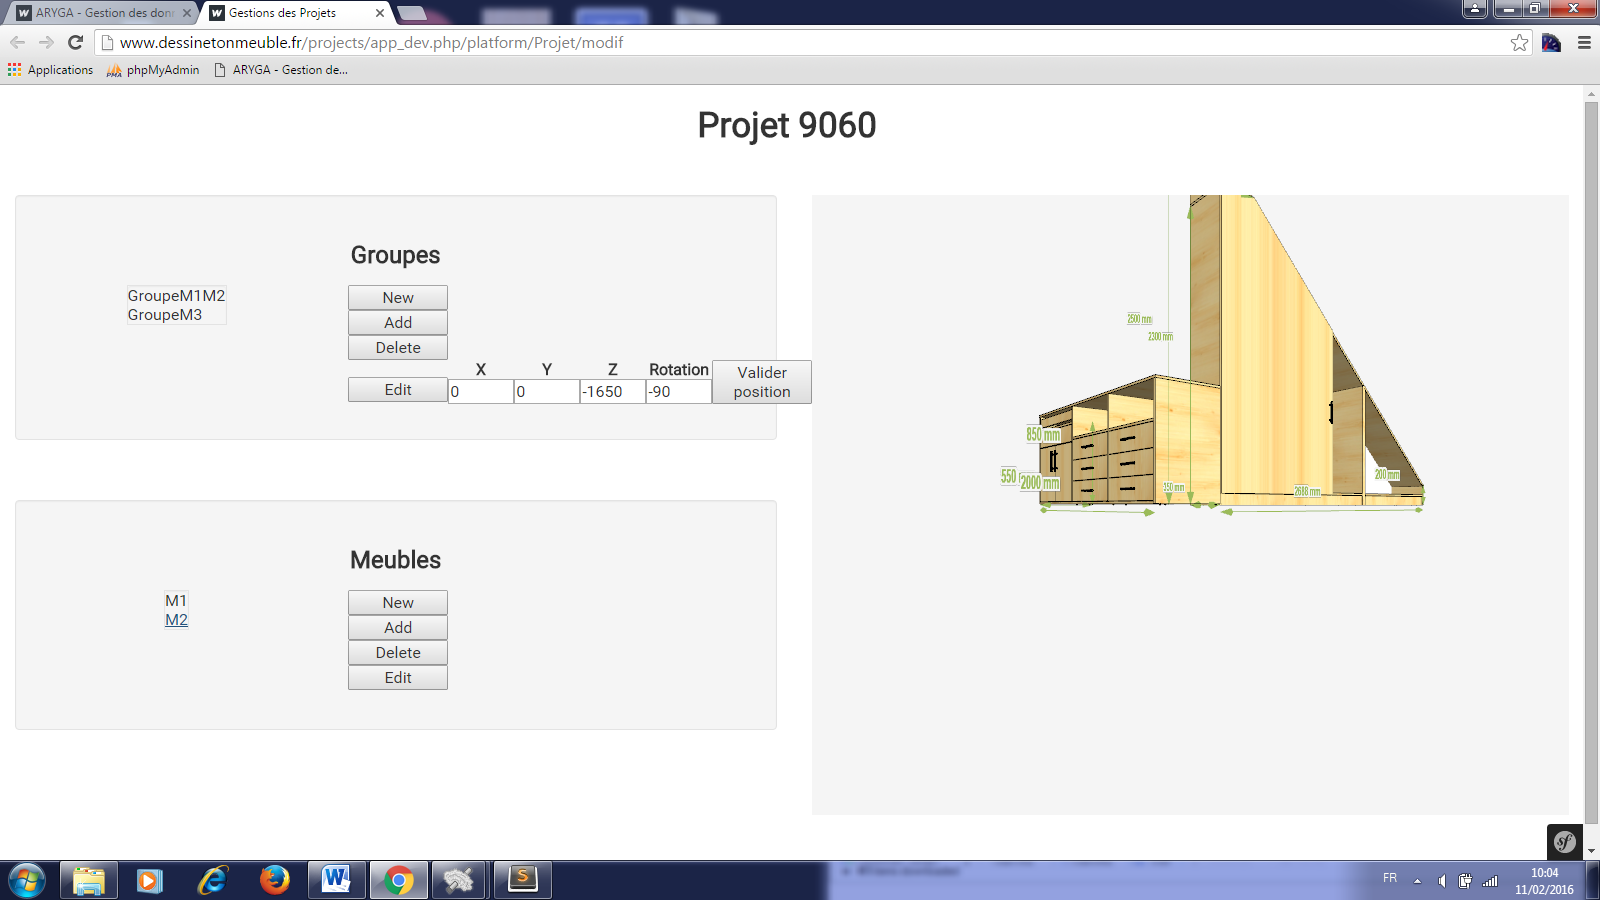 ARYGA - Gestion des don
Gestions des Projets
www.dessinetonmeuble.fr/projects/app_dev.php/platform/Projet/modif
Applications
phpMyAdmin
ARYGA - Gestion de...
Projet 9060
Groupes
GroupeM1M2
GroupeM3
New
Add
Delete
X Y Z Rotation
Edit 0 0 -1650 -90 Valider position
Meubles
M1
M2
New
Add
Delete
Edit
2500 mm
2300 mm
850 mm
550
2000 mm
550 mm
2688 mm
200 mm
sf
FR
10:04
11/02/2016